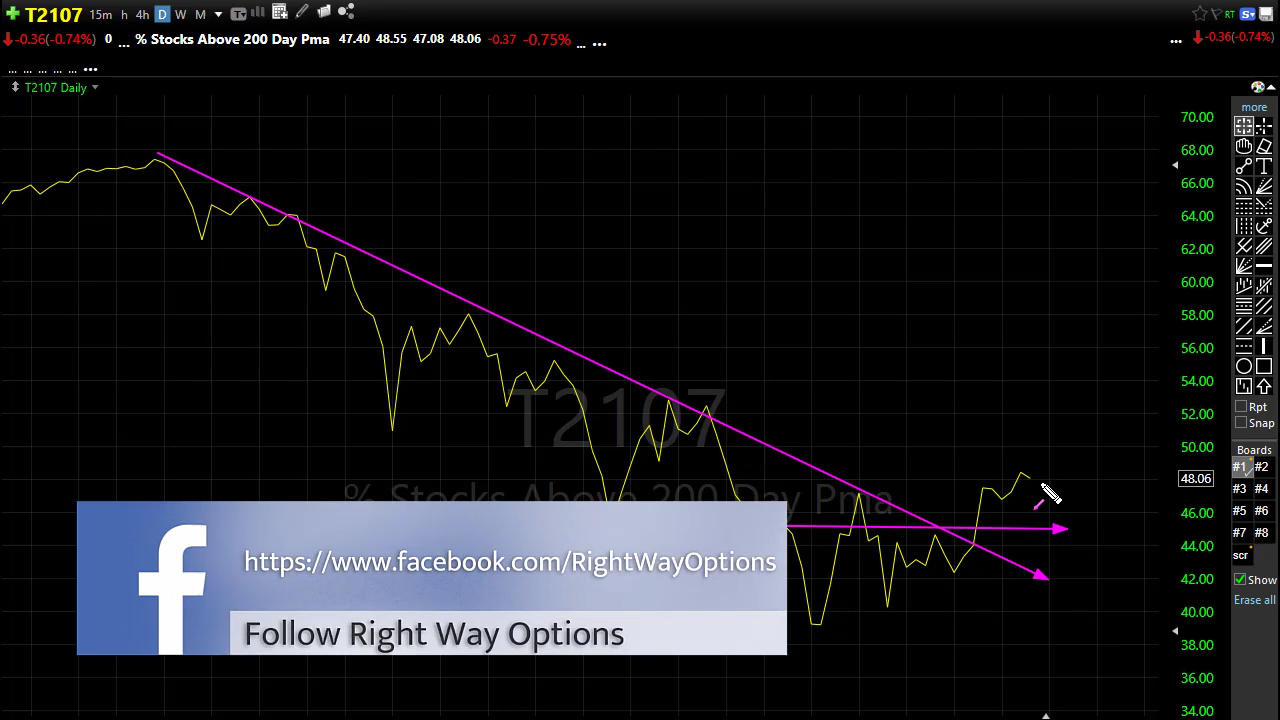 T2107 15m h 4h D W M
RT S
-0.36(-0.74%) 0 ... % Stocks Above 200 Day Pma 47.40 48.55 47.08 48.06 -0.37 -0.75% ... ... ... -0.36(-0.74%)
... ... ... ... ... ...
T2107 Daily
more
70.00
68.00
66.00
64.00
62.00
60.00
58.00
56.00
54.00
52.00
50.00
48.06
46.00
44.00
42.00
40.00
38.00
36.00
34.00
T2107
% Stocks Above 200 Day Pma
Rpt
Snap
Boards
#1 #2
#3 #4
#5 #6
#7 #8
scr
Show
Erase all
f
https://www.facebook.com/RightWayOptions
Follow Right Way Options